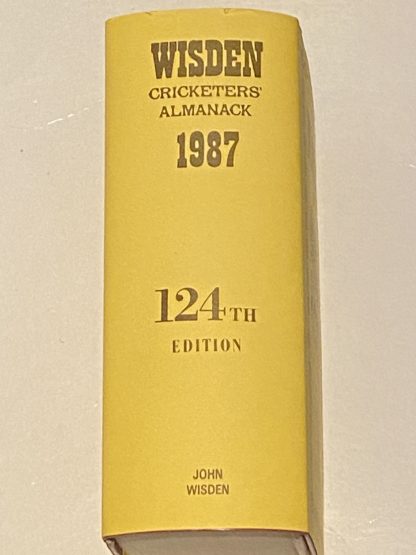 WISDEN
CRICKETERS'
ALMANACK
1987
124TH
EDITION
JOHN
WISDEN